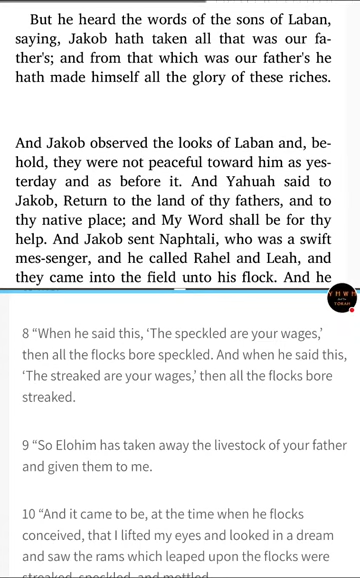 But he heard the words of the sons of Laban,
saying, Jakob hath taken all that was our fa-
ther's; and from that which was our father's he
hath made himself all the glory of these riches.
And Jakob observed the looks of Laban and, be-
hold, they were not peaceful toward him as yes-
terday and as before it. And Yahuah said to
Jakob, Return to the land of thy fathers, and to
thy native place; and My Word shall be for thy
help. And Jakob sent Naphtali, who was a swift
mes-senger, and he called Rahel and Leah, and
they came into the field unto his flock. And he
YHWH
TORAH
8 “When he said this, ‘The speckled are your wages,’
then all the flocks bore speckled. And when he said this,
‘The streaked are your wages,’ then all the flocks bore
streaked.
9 “So Elohim has taken away the livestock of your father
and given them to me.
10 “And it came to be, at the time when he flocks
conceived, that I lifted my eyes and looked in a dream
and saw the rams which leaped upon the flocks were
streaked, speckled, and mottled